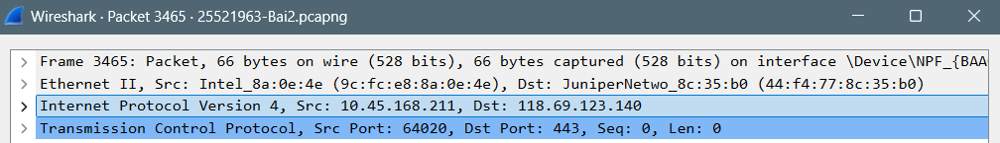 Wireshark · Packet 3465 · 25521963-Bai2.pcapng
Frame 3465: Packet, 66 bytes on wire (528 bits), 66 bytes captured (528 bits) on interface \Device\NPF_{BAA
Ethernet II, Src: Intel_8a:0e:4e (9c:fc:e8:8a:0e:4e), Dst: JuniperNetwo_8c:35:b0 (44:f4:77:8c:35:b0)
Internet Protocol Version 4, Src: 10.45.168.211, Dst: 118.69.123.140
Transmission Control Protocol, Src Port: 64020, Dst Port: 443, Seq: 0, Len: 0